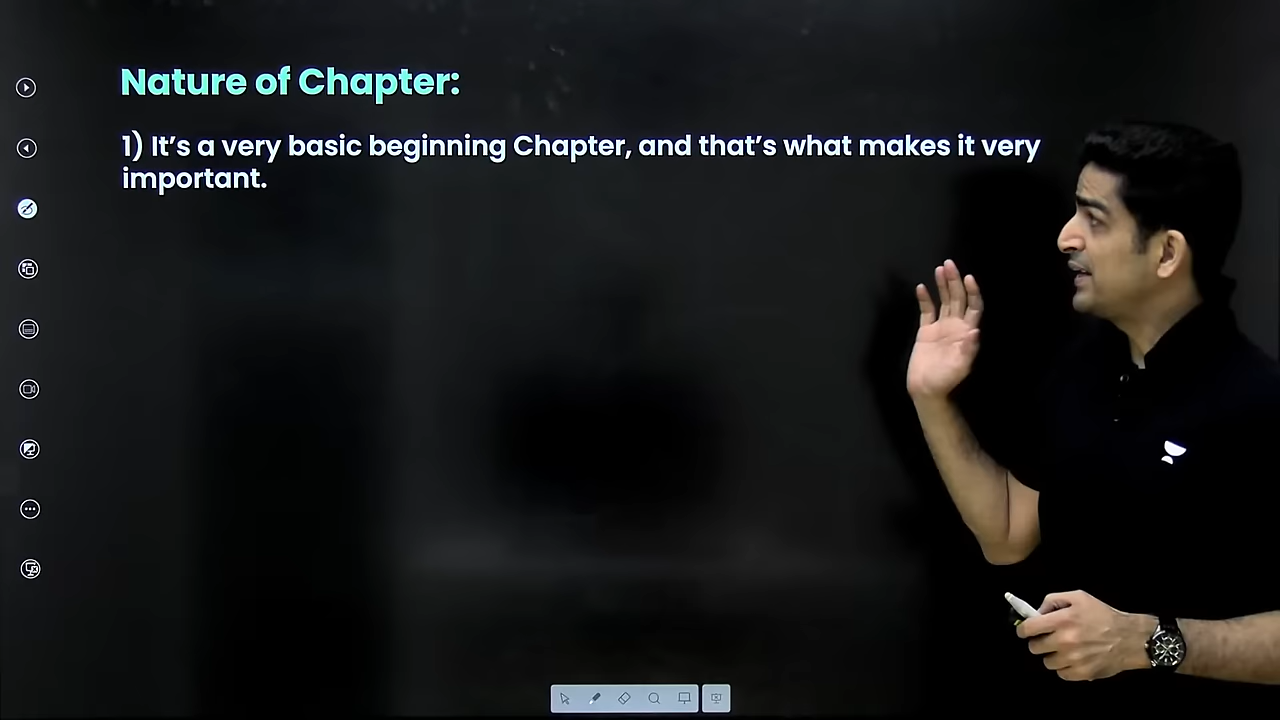 Nature of Chapter:
1) It's a very basic beginning Chapter, and that's what makes it very
important.